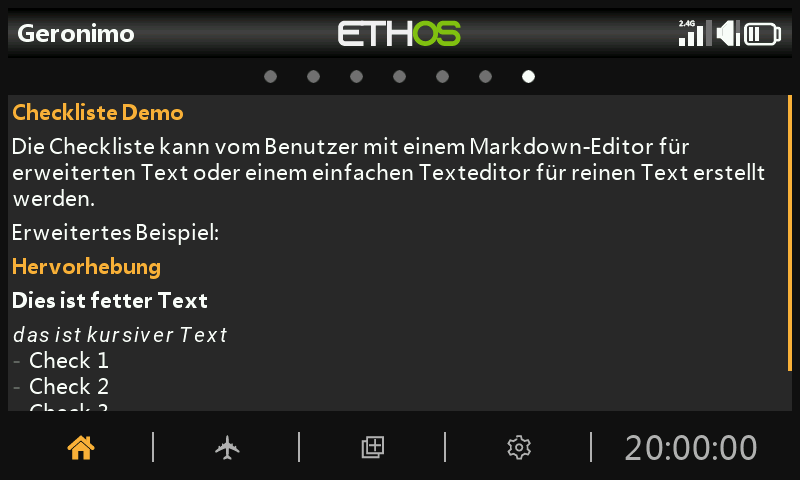 Geronimo
ETHOS
2.4G
Checkliste Demo
Die Checkliste kann vom Benutzer mit einem Markdown-Editor für
erweiterten Text oder einem einfachen Texteditor für reinen Text erstellt
werden.
Erweitertes Beispiel:
Hervorhebung
Dies ist fetter Text
das ist kursiver Text
- Check 1
- Check 2
- Check 3
20:00:00